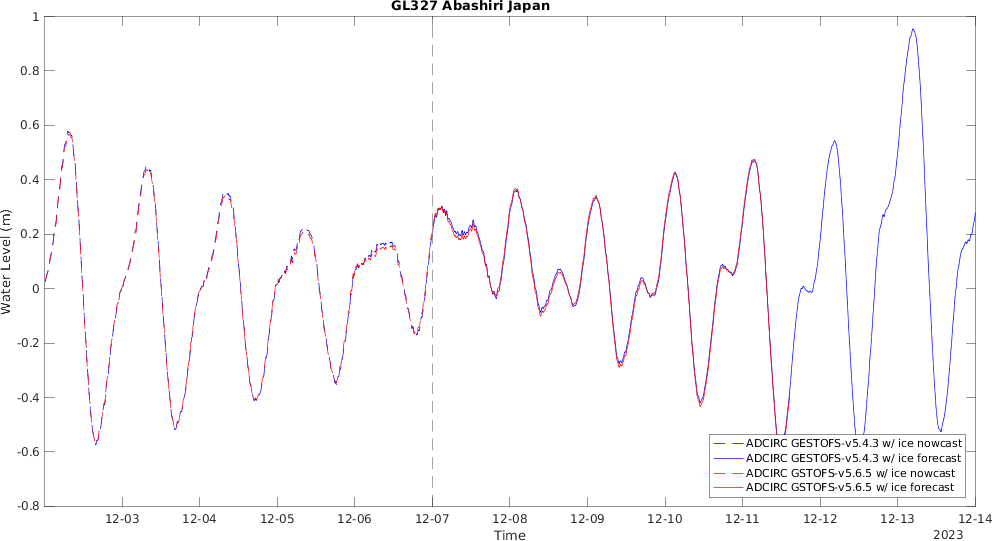 GL327 Abashiri Japan
1
0.8
0.6
0.4
0.2
0
-0.2
-0.4
-0.6
-0.8
Water Level (m)
ADCIRC GESTOFS-v5.4.3 w/ ice nowcast
ADCIRC GESTOFS-v5.4.3 w/ ice forecast
ADCIRC GSTOFS-v5.6.5 w/ ice nowcast
ADCIRC GSTOFS-v5.6.5 w/ ice forecast
12-03 12-04 12-05 12-06 12-07 12-08 12-09 12-10 12-11 12-12 12-13 12-14
Time
2023